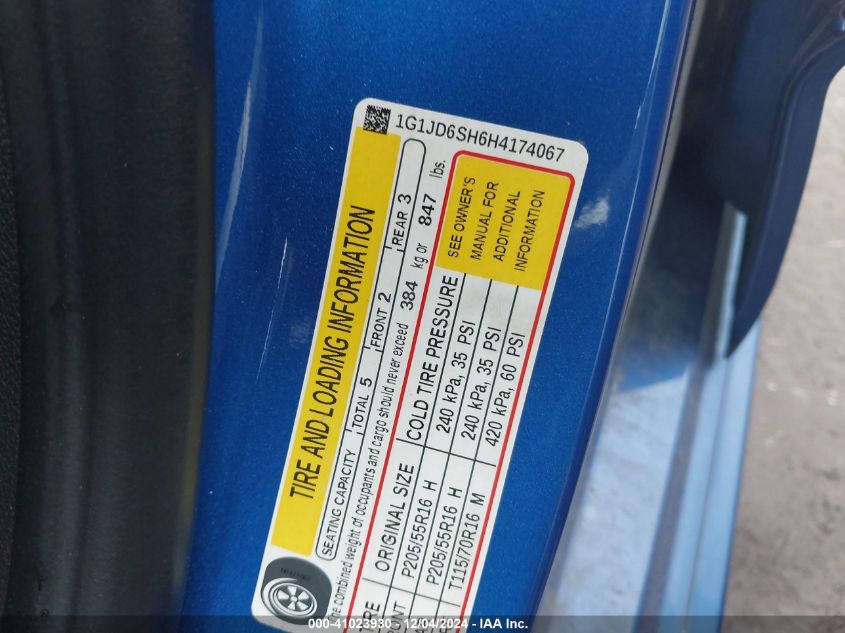 1G1JD6SH6H4174067
TIRE AND LOADING INFORMATION
SEATING CAPACITY TOTAL 5 FRONT 2 REAR 3
combined weight of occupants and cargo should never exceed 384 kg or 847 lbs.
ORIGINAL SIZE COLD TIRE PRESSURE
P205/55R16 H 240 kPa, 35 PSI
P205/55R16 H 240 kPa, 35 PSI
T115/70R16 M 420 kPa, 60 PSI
SEE OWNER'S
MANUAL FOR
ADDITIONAL
INFORMATION
000-41023930 - 12/04/2024 - IAA Inc.